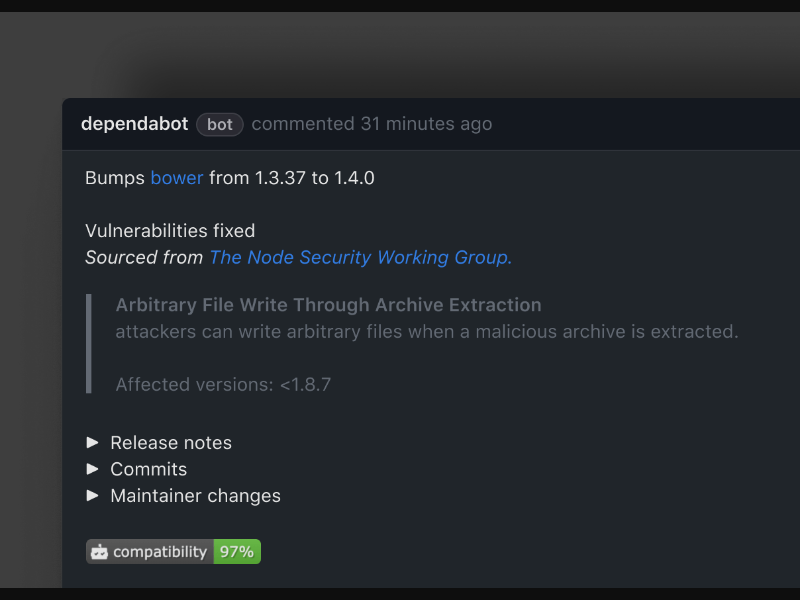 dependabot bot commented 31 minutes ago
Bumps bower from 1.3.37 to 1.4.0
Vulnerabilities fixed
Sourced from The Node Security Working Group.
Arbitrary File Write Through Archive Extraction
attackers can write arbitrary files when a malicious archive is extracted.
Affected versions: <1.8.7
Release notes
Commits
Maintainer changes
compatibility 97%